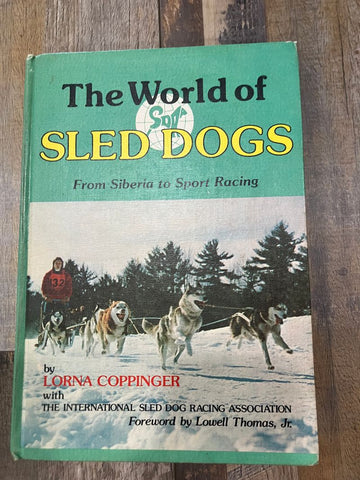 The World of
SLED DOGS
From Siberia to Sport Racing
32
by
LORNA COPPINGER
with
THE INTERNATIONAL SLED DOG RACING ASSOCIATION
Foreword by Lowell Thomas, Jr.